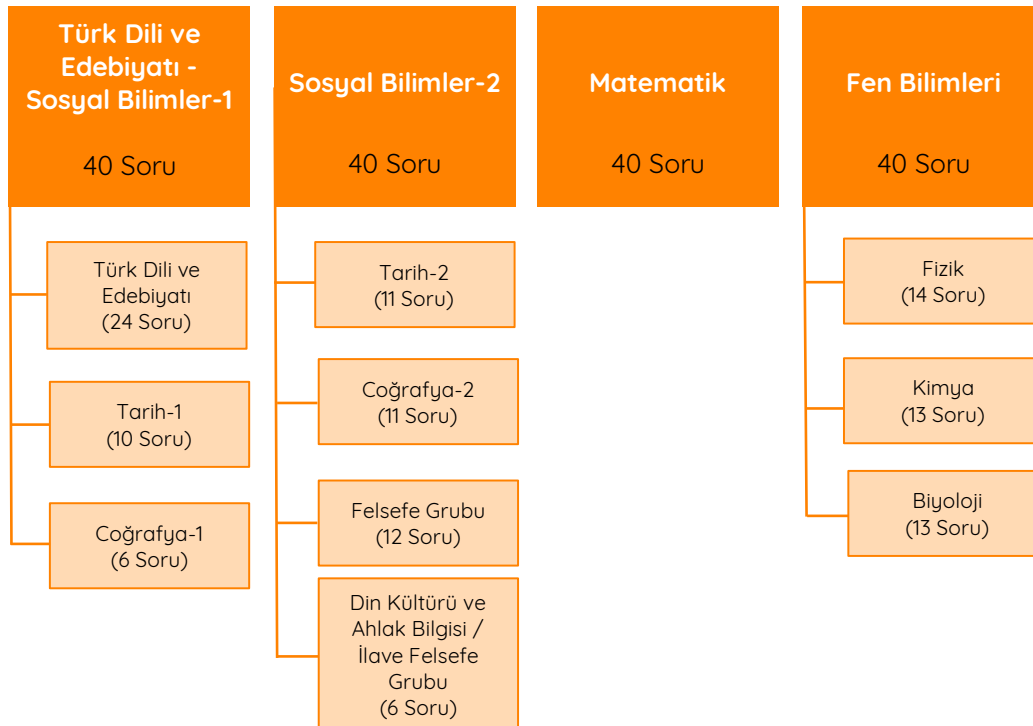 Türk Dili ve
Edebiyatı -
Sosyal Bilimler-1
40 Soru
Türk Dili ve
Edebiyatı
(24 Soru)
Tarih-1
(10 Soru)
Coğrafya-1
(6 Soru)
Sosyal Bilimler-2
40 Soru
Tarih-2
(11 Soru)
Coğrafya-2
(11 Soru)
Felsefe Grubu
(12 Soru)
Din Kültürü ve
Ahlak Bilgisi /
İlave Felsefe
Grubu
(6 Soru)
Matematik
40 Soru
Fen Bilimleri
40 Soru
Fizik
(14 Soru)
Kimya
(13 Soru)
Biyoloji
(13 Soru)